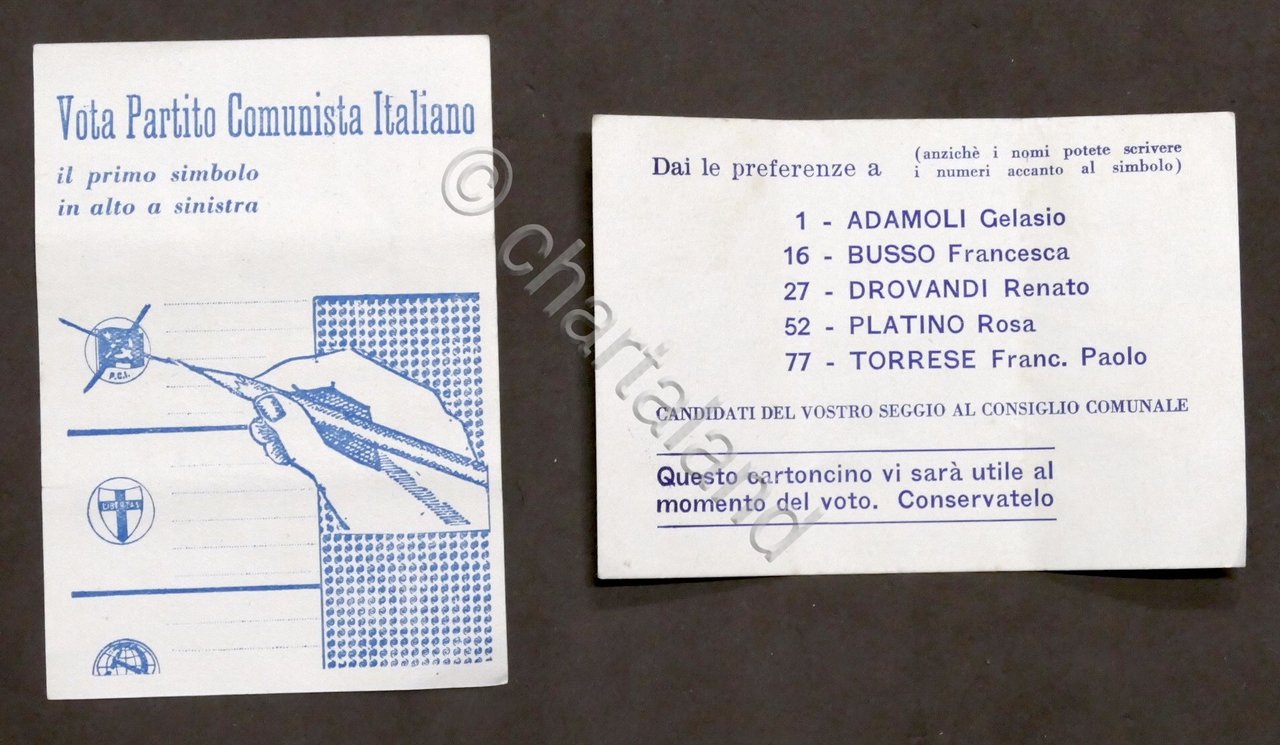 Vota Partito Comunista Italiano
il primo simbolo
in alto a sinistra
P.C.I.
LIBERTAS
Dai le preferenze a (anzichè i nomi potete scrivere
i numeri accanto al simbolo)
1 - ADAMOLI Gelasio
16 - BUSSO Francesca
27 - DROVANDI Renato
52 - PLATINO Rosa
77 - TORRESE Franc. Paolo
CANDIDATI DEL VOSTRO SEGGIO AL CONSIGLIO COMUNALE
Questo cartoncino vi sarà utile al
momento del voto. Conservatelo
© chartaland